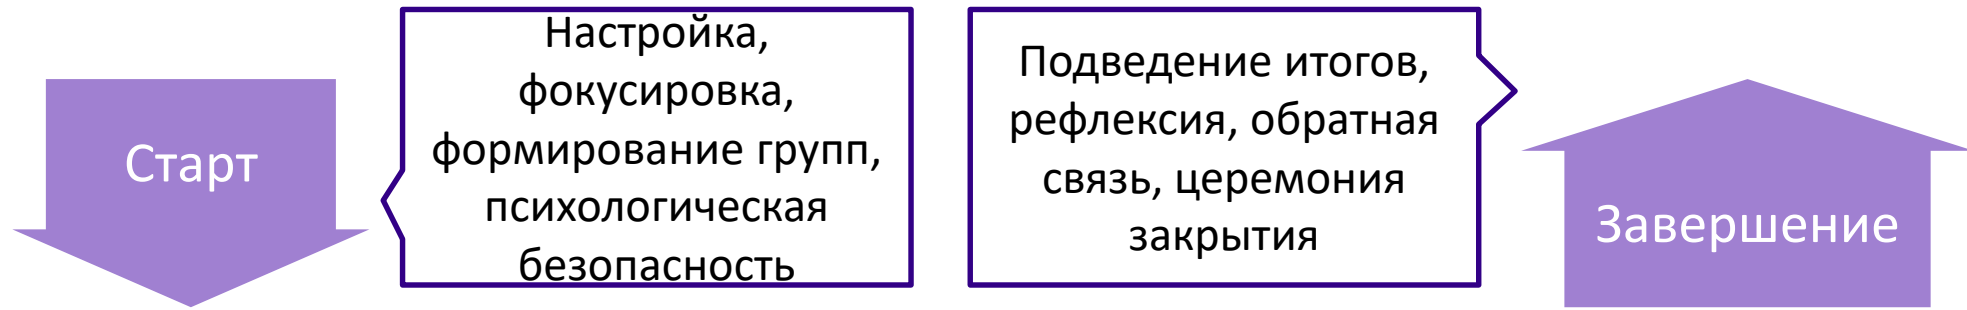 Старт
Настройка,
фокусировка,
формирование групп,
психологическая
безопасность
Подведение итогов,
рефлексия, обратная
связь, церемония
закрытия
Завершение